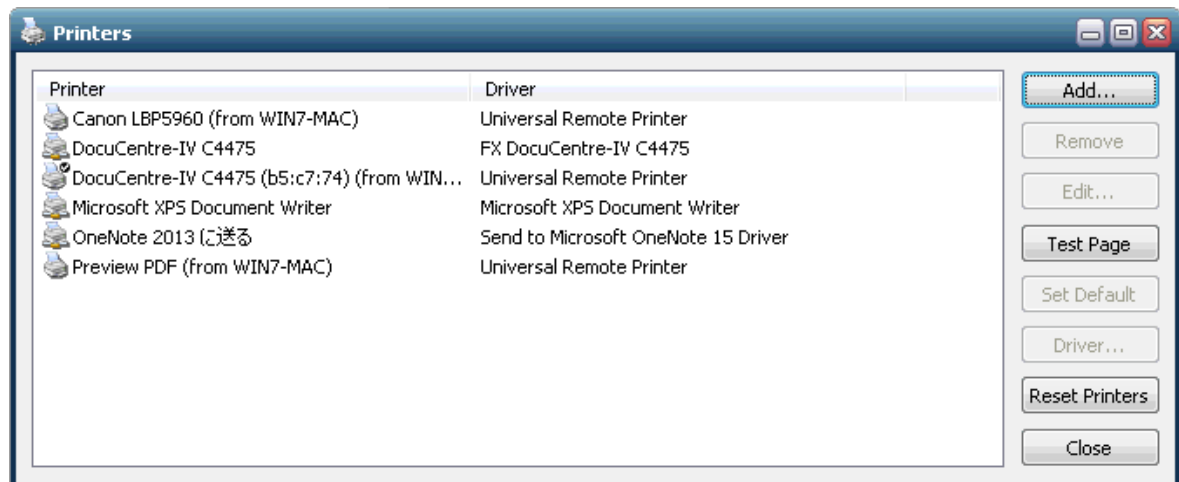 Printers
Printer Driver
Canon LBP5960 (from WIN7-MAC) Universal Remote Printer
DocuCentre-IV C4475 FX DocuCentre-IV C4475
DocuCentre-IV C4475 (b5:c7:74) (from WIN... Universal Remote Printer
Microsoft XPS Document Writer Microsoft XPS Document Writer
OneNote 2013 に送る Send to Microsoft OneNote 15 Driver
Preview PDF (from WIN7-MAC) Universal Remote Printer
Add...
Remove
Edit...
Test Page
Set Default
Driver...
Reset Printers
Close